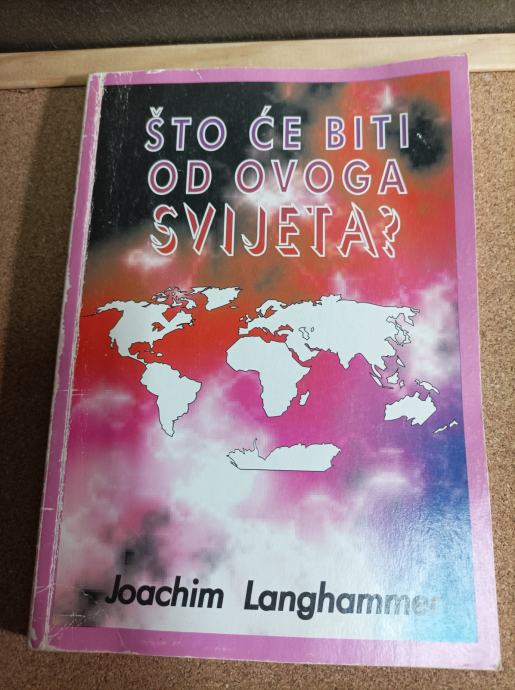 ŠTO ĆE BITI
OD OVOGA
SVIJETA?
Joachim Langhammer